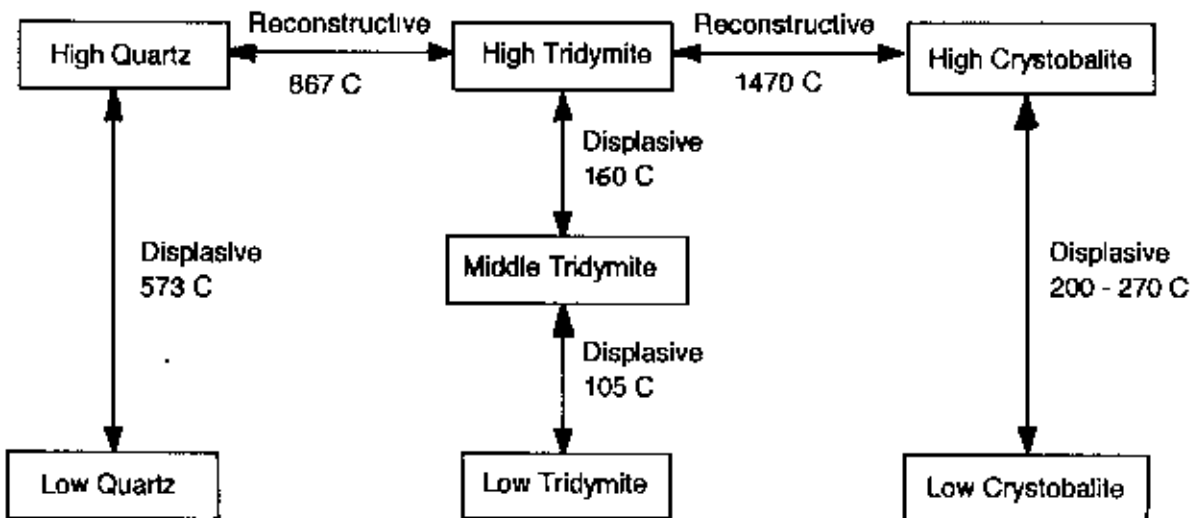 Reconstructive
Reconstructive
High Quartz
High Tridymite
High Crystobalite
867 C
1470 C
Displasive
160 C
Displasive
573 C
Middle Tridymite
Displasive
200 - 270 C
Displasive
105 C
Low Quartz
Low Tridymite
Low Crystobalite